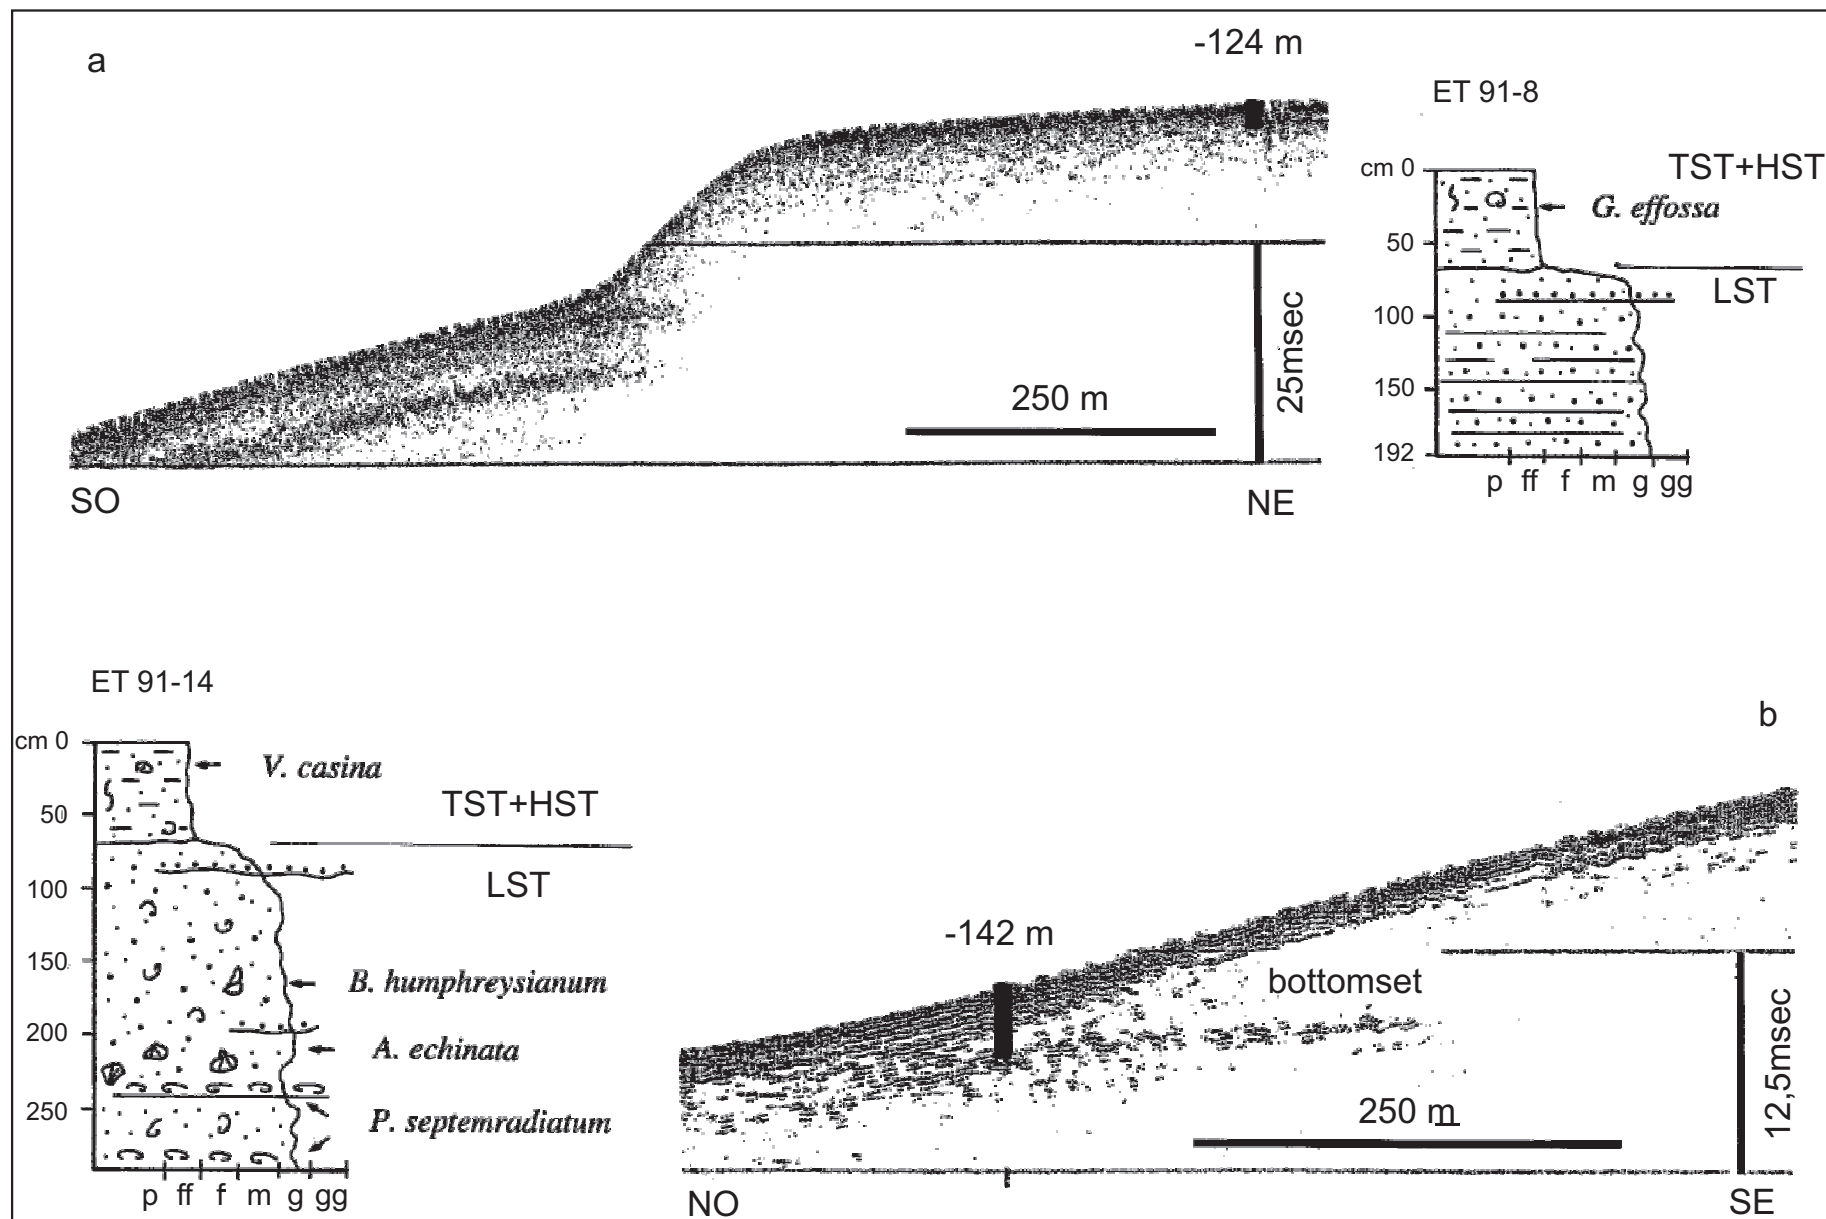 a
-124 m
ET 91-8
cm 0
50
100
150
192
TST+HST
G. effossa
LST
p ff f m g gg
250 m
25msec
SO
NE
ET 91-14
cm 0
50
100
150
200
250
V. casina
TST+HST
LST
B. humphreysianum
A. echinata
P. septemradiatum
p ff f m g gg
b
-142 m
bottomset
250 m
12,5msec
NO
SE